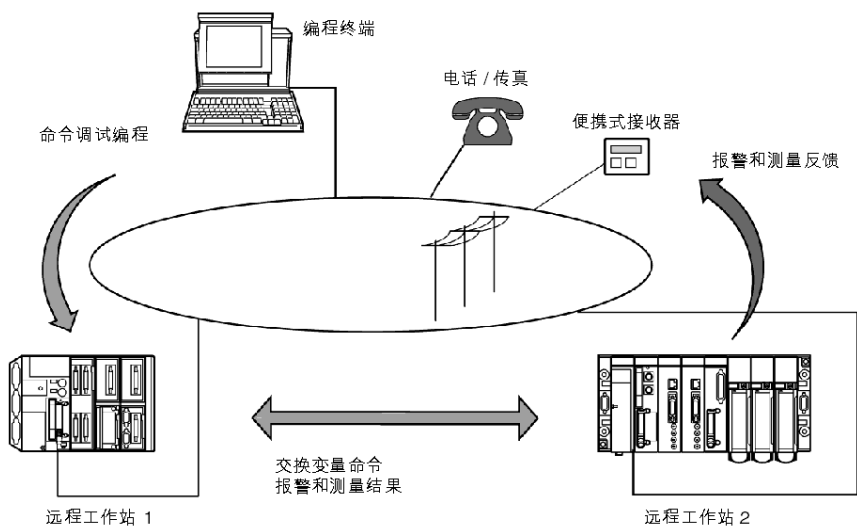 编程终端
电话 / 传真
便携式接收器
命令调试编程
报警和测量反馈
交换变量命令
报警和测量结果
远程工作站 1
远程工作站 2